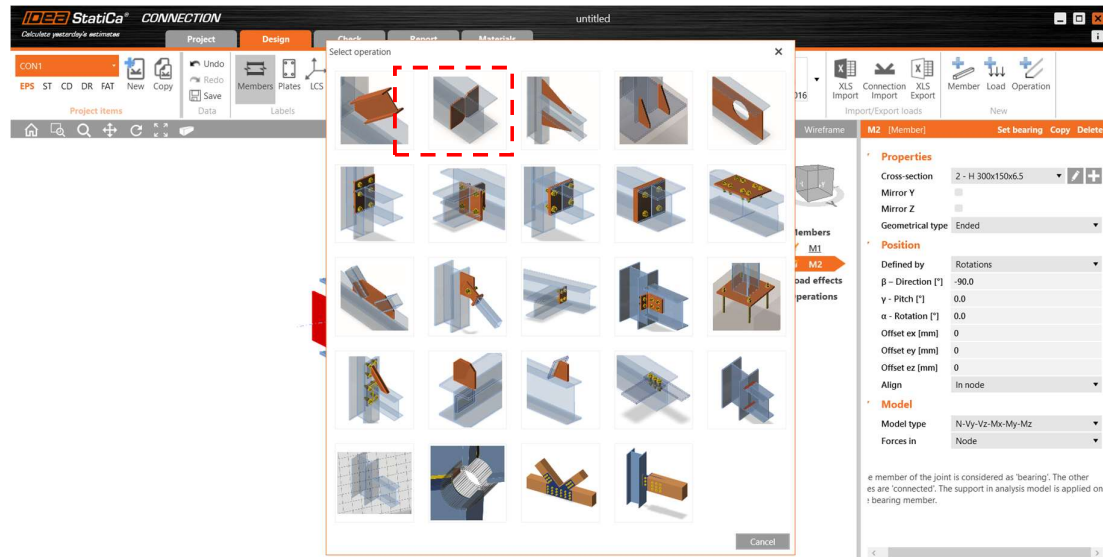 IDEA StatiCa® CONNECTION
untitled
Calculate yesterday's estimates
Project Design Check Report Materials
Select operation
CON1
EPS ST CD DR FAT
New Copy
Undo
Redo
Save
Members Plates LCS
016
XLS Import
Connection Import
XLS Export
Member Load Operation
Project items Data Labels
Import/Export loads New
Wireframe
M2 [Member] Set bearing Copy Delete
Properties
Cross-section 2 - H 300x150x6.5
Mirror Y
Mirror Z
Geometrical type Ended
Position
Defined by Rotations
β – Direction [°] -90.0
γ - Pitch [°] 0.0
α - Rotation [°] 0.0
Offset ex [mm] 0
Offset ey [mm] 0
Offset ez [mm] 0
Align In node
Model
Model type N-Vy-Vz-Mx-My-Mz
Forces in Node
Members
M1
M2
oad effects
perations
e member of the joint is considered as 'bearing'. The other
es are 'connected'. The support in analysis model is applied on
bearing member.
Cancel